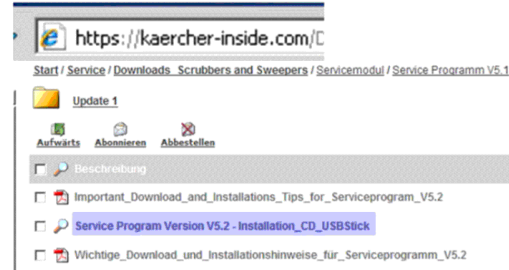 https://kaercher-inside.com/D
Start / Service / Downloads_Scrubbers and Sweepers / Servicemodul / Service Programm V5.1
Update 1
Aufwärts Abonnieren Abbestellen
Beschreibung
Important_Download_and_Installations_Tips_for_Serviceprogram_V5.2
Service Program Version V5.2 - Installation_CD_USBStick
Wichtige_Download_und_Installationshinweise_für_Serviceprogramm_V5.2